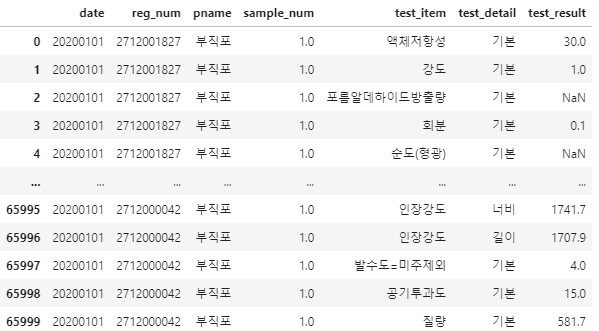 date reg_num pname sample_num test_item test_detail test_result
0 20200101 2712001827 부직포 1.0 액체저항성 기본 30.0
1 20200101 2712001827 부직포 1.0 강도 기본 1.0
2 20200101 2712001827 부직포 1.0 포름알데하이드방출량 기본 NaN
3 20200101 2712001827 부직포 1.0 회분 기본 0.1
4 20200101 2712001827 부직포 1.0 순도(형광) 기본 NaN
... ... ... ... ... ... ... ...
65995 20200101 2712000042 부직포 1.0 인장강도 너비 1741.7
65996 20200101 2712000042 부직포 1.0 인장강도 길이 1707.9
65997 20200101 2712000042 부직포 1.0 발수도=미주제외 기본 4.0
65998 20200101 2712000042 부직포 1.0 공기투과도 기본 15.0
65999 20200101 2712000042 부직포 1.0 질량 기본 581.7